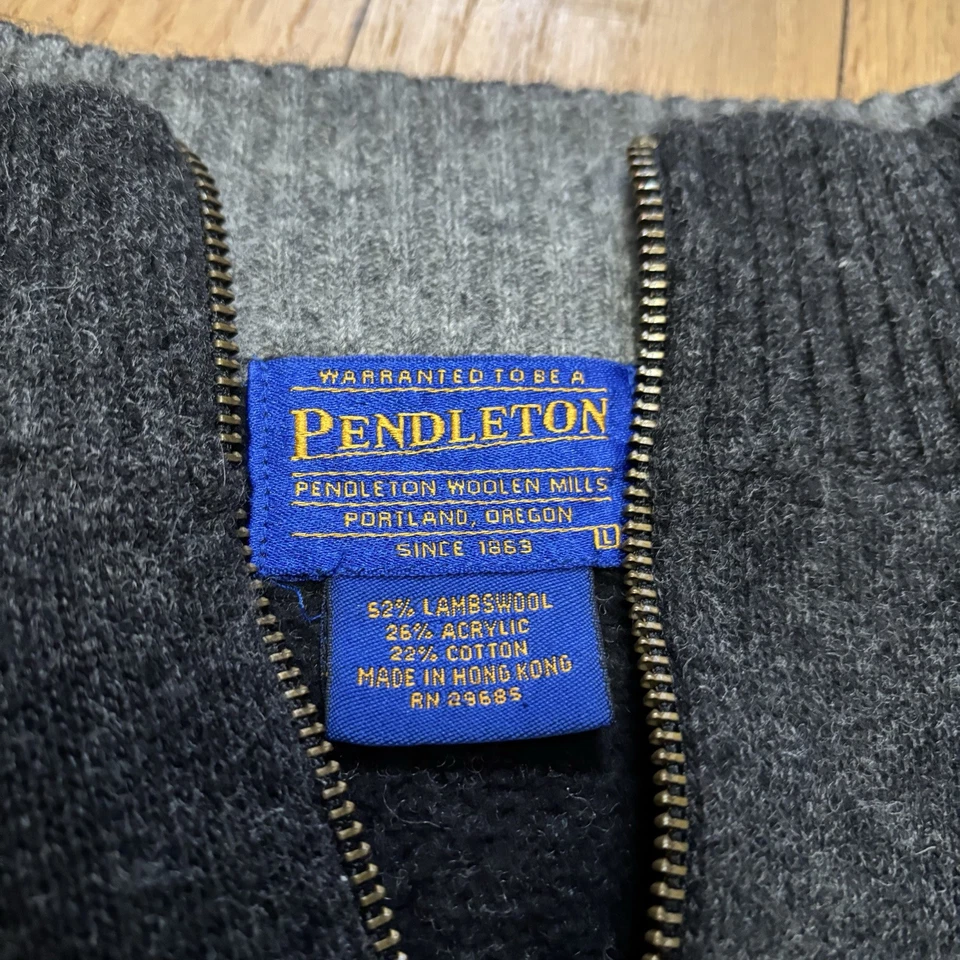 WARRANTED TO BE A
PENDLETON
PENDLETON WOOLEN MILLS
PORTLAND, OREGON
L
SINCE 1863
52% LAMBSWOOL
26% ACRYLIC
22% COTTON
MADE IN HONG KONG
RN 29685